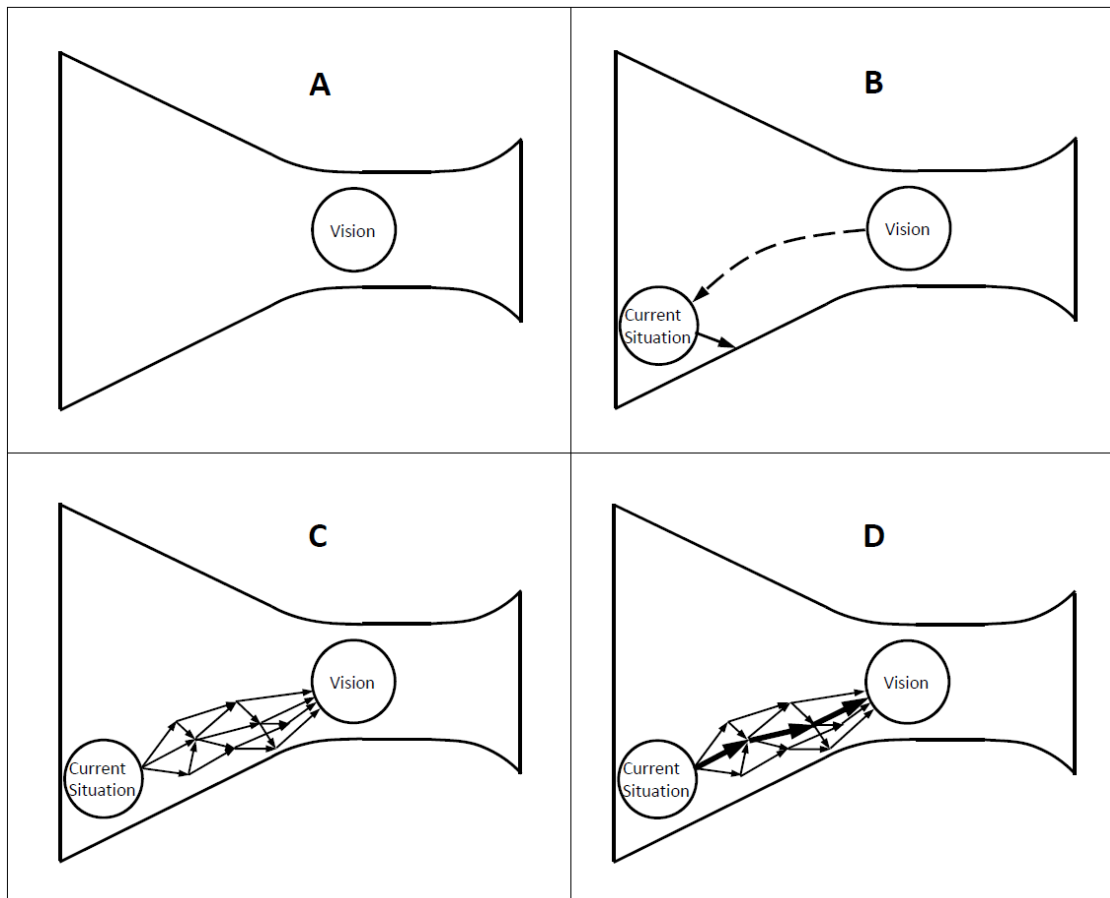 A
Vision
B
Vision
Current
Situation
C
Vision
Current
Situation
D
Vision
Current
Situation